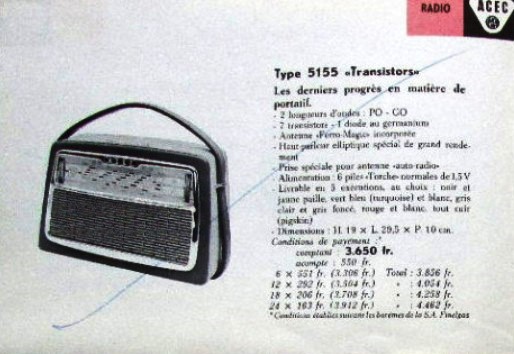 RADIO
ACEC
Type 5155 «Transistors»
Les derniers progrès en matière de
portatif.
- 2 longueurs d'ondes : PO - GO
- 7 transistors - 1 diode au germanium
- Antenne «Ferro-Magic» incorporée
- Haut-parleur elliptique spécial de grand rende-
ment
- Prise spéciale pour antenne «auto-radio»
- Alimentation : 6 piles «Torche» normales de 1,5 V
- Livrable en 5 exécutions, au choix : noir et
jaune paille, vert bleu (turquoise) et blanc, gris
clair et gris foncé, rouge et blanc, tout cuir
(pigskin)
- Dimensions : H. 19 × L. 29,5 × P. 10 cm.
Conditions de payement :*
comptant : 3.650 fr.
acompte : 550 fr.
6 × 551 fr. (3.306 fr.) Total : 3.856 fr.
12 × 292 fr. (3.504 fr.) » : 4.054 fr.
18 × 206 fr. (3.708 fr.) » : 4.258 fr.
24 × 163 fr. (3.912 fr.) » : 4.462 fr.
*Conditions établies suivant les barèmes de la S.A. Finelgaz